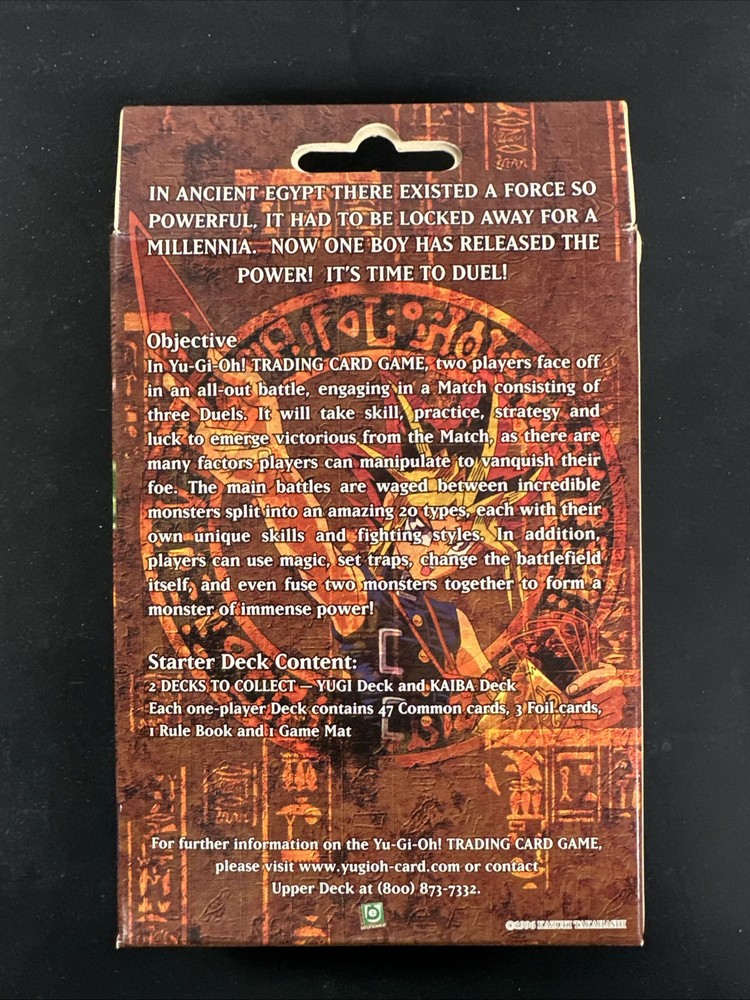 IN ANCIENT EGYPT THERE EXISTED A FORCE SO
POWERFUL, IT HAD TO BE LOCKED AWAY FOR A
MILLENNIA. NOW ONE BOY HAS RELEASED THE
POWER! IT'S TIME TO DUEL!
Objective
In Yu-Gi-Oh! TRADING CARD GAME, two players face off
in an all-out battle, engaging in a Match consisting of
three Duels. It will take skill, practice, strategy and
luck to emerge victorious from the Match, as there are
many factors players can manipulate to vanquish their
foe. The main battles are waged between incredible
monsters split into an amazing 20 types, each with their
own unique skills and fighting styles. In addition,
players can use magic, set traps, change the battlefield
itself, and even fuse two monsters together to form a
monster of immense power!
Starter Deck Content:
2 DECKS TO COLLECT — YUGI Deck and KAIBA Deck
Each one-player Deck contains 47 Common cards, 3 Foil cards,
1 Rule Book and 1 Game Mat
For further information on the Yu-Gi-Oh! TRADING CARD GAME,
please visit www.yugioh-card.com or contact
Upper Deck at (800) 873-7332.
©1996 KAZUKI TAKAHASHI